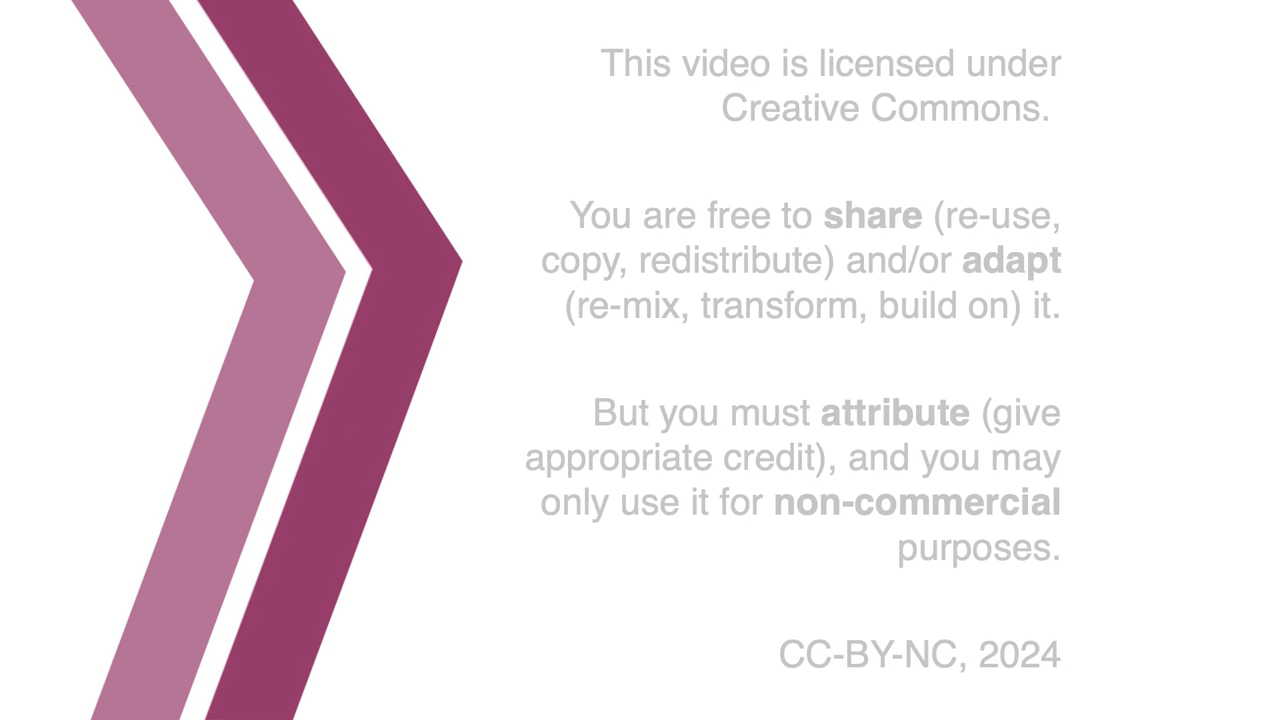 This video is licensed under
Creative Commons.
You are free to share (re-use,
copy, redistribute) and/or adapt
(re-mix, transform, build on) it.
But you must attribute (give
appropriate credit), and you may
only use it for non-commercial
purposes.
CC-BY-NC, 2024